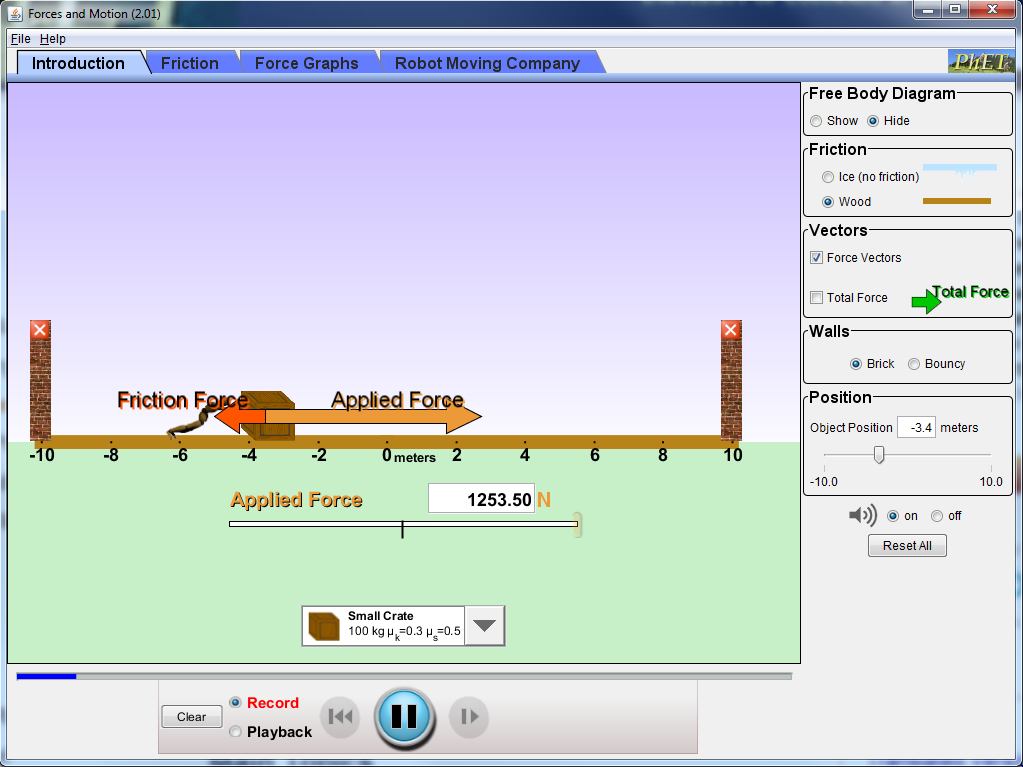 Forces and Motion (2.01)
File Help
Introduction Friction Force Graphs Robot Moving Company
PhET
Free Body Diagram
Show Hide
Friction
Ice (no friction)
Wood
Vectors
Force Vectors
Total Force Total Force
Walls
Brick Bouncy
Position
Object Position -3.4 meters
-10.0 10.0
on off
Reset All
Friction Force Applied Force
-10 -8 -6 -4 -2 0 meters 2 4 6 8 10
Applied Force 1253.50 N
Small Crate
100 kg μk=0.3 μs=0.5
Clear
Record
Playback